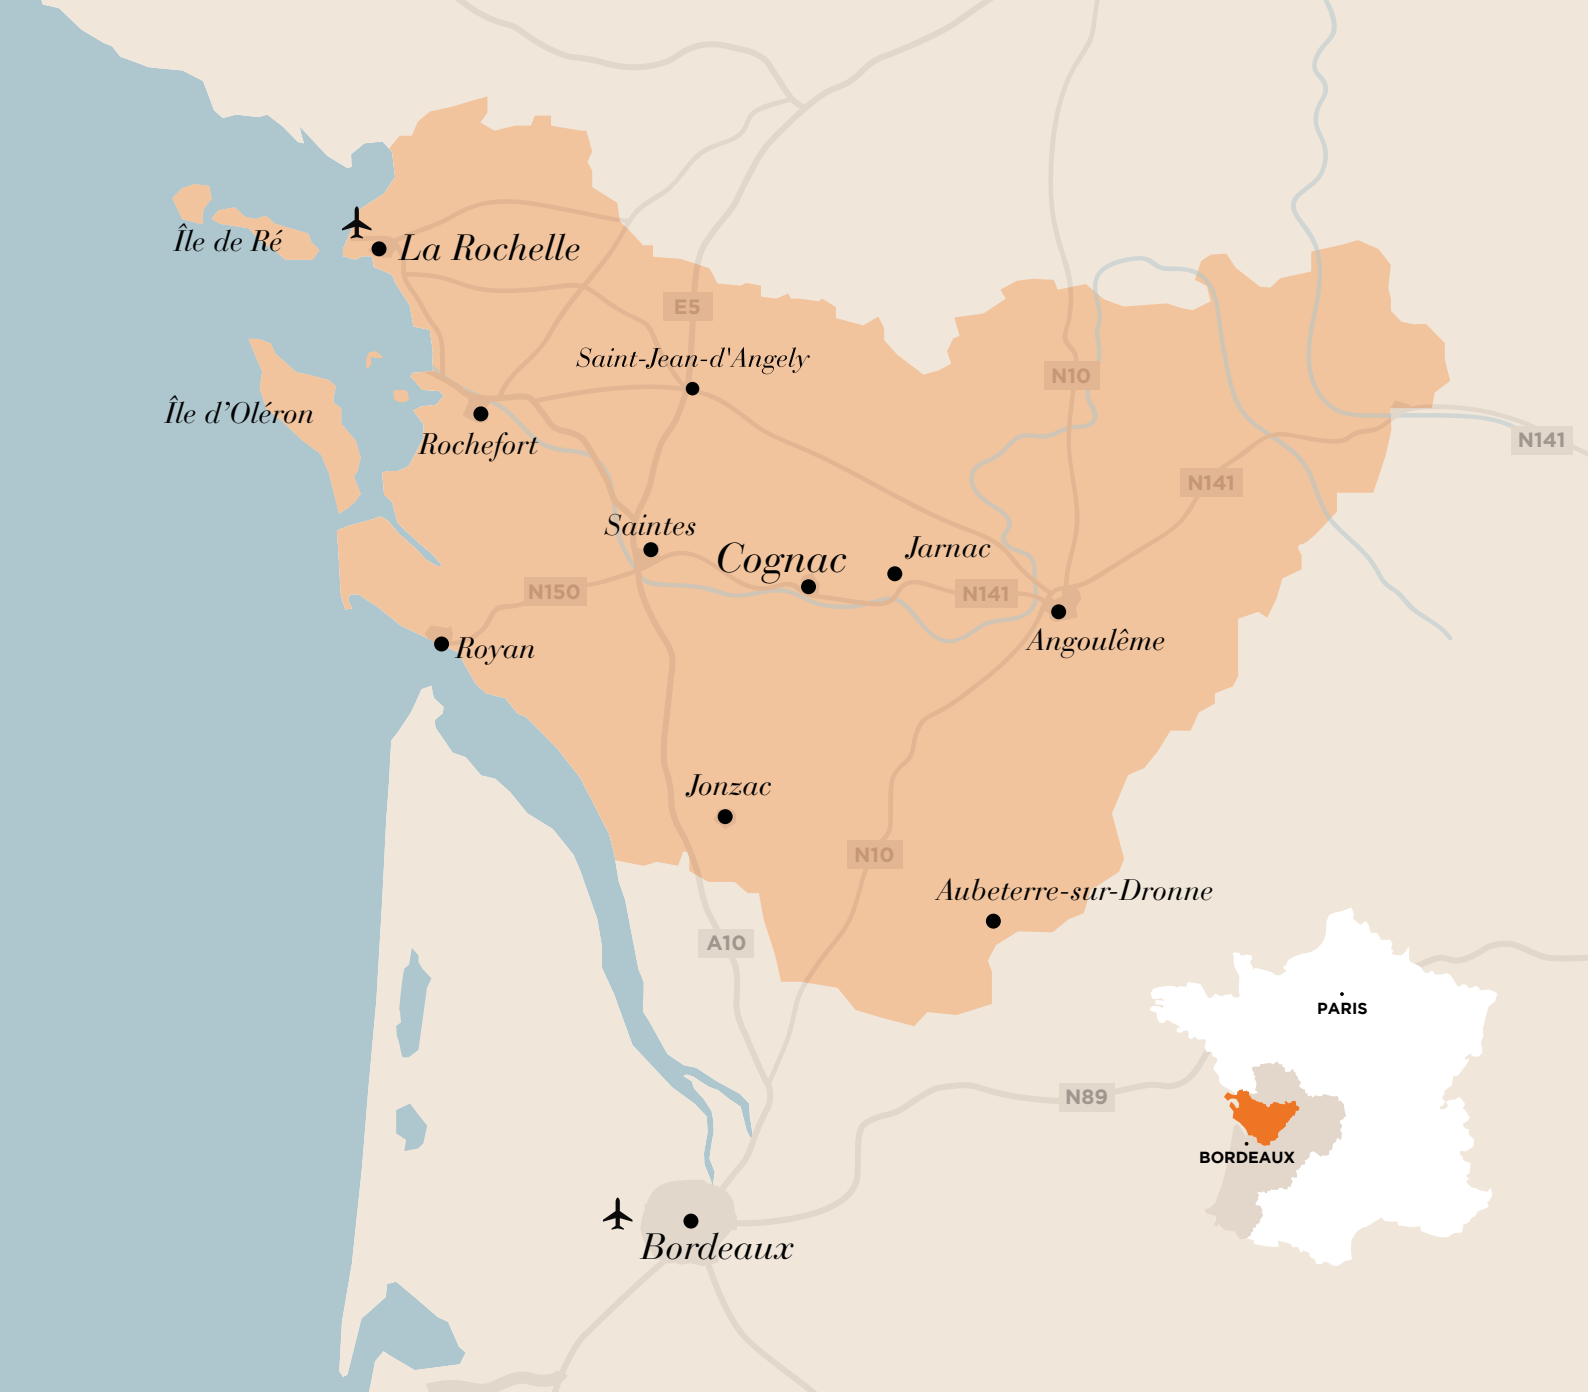 Île de Ré
La Rochelle
E5
Saint-Jean-d'Angely
N10
Île d’Oléron
Rochefort
N141
N141
Saintes
Cognac
Jarnac
N150
N141
Royan
Angoulême
Jonzac
N10
Aubeterre-sur-Dronne
A10
PARIS
N89
BORDEAUX
Bordeaux